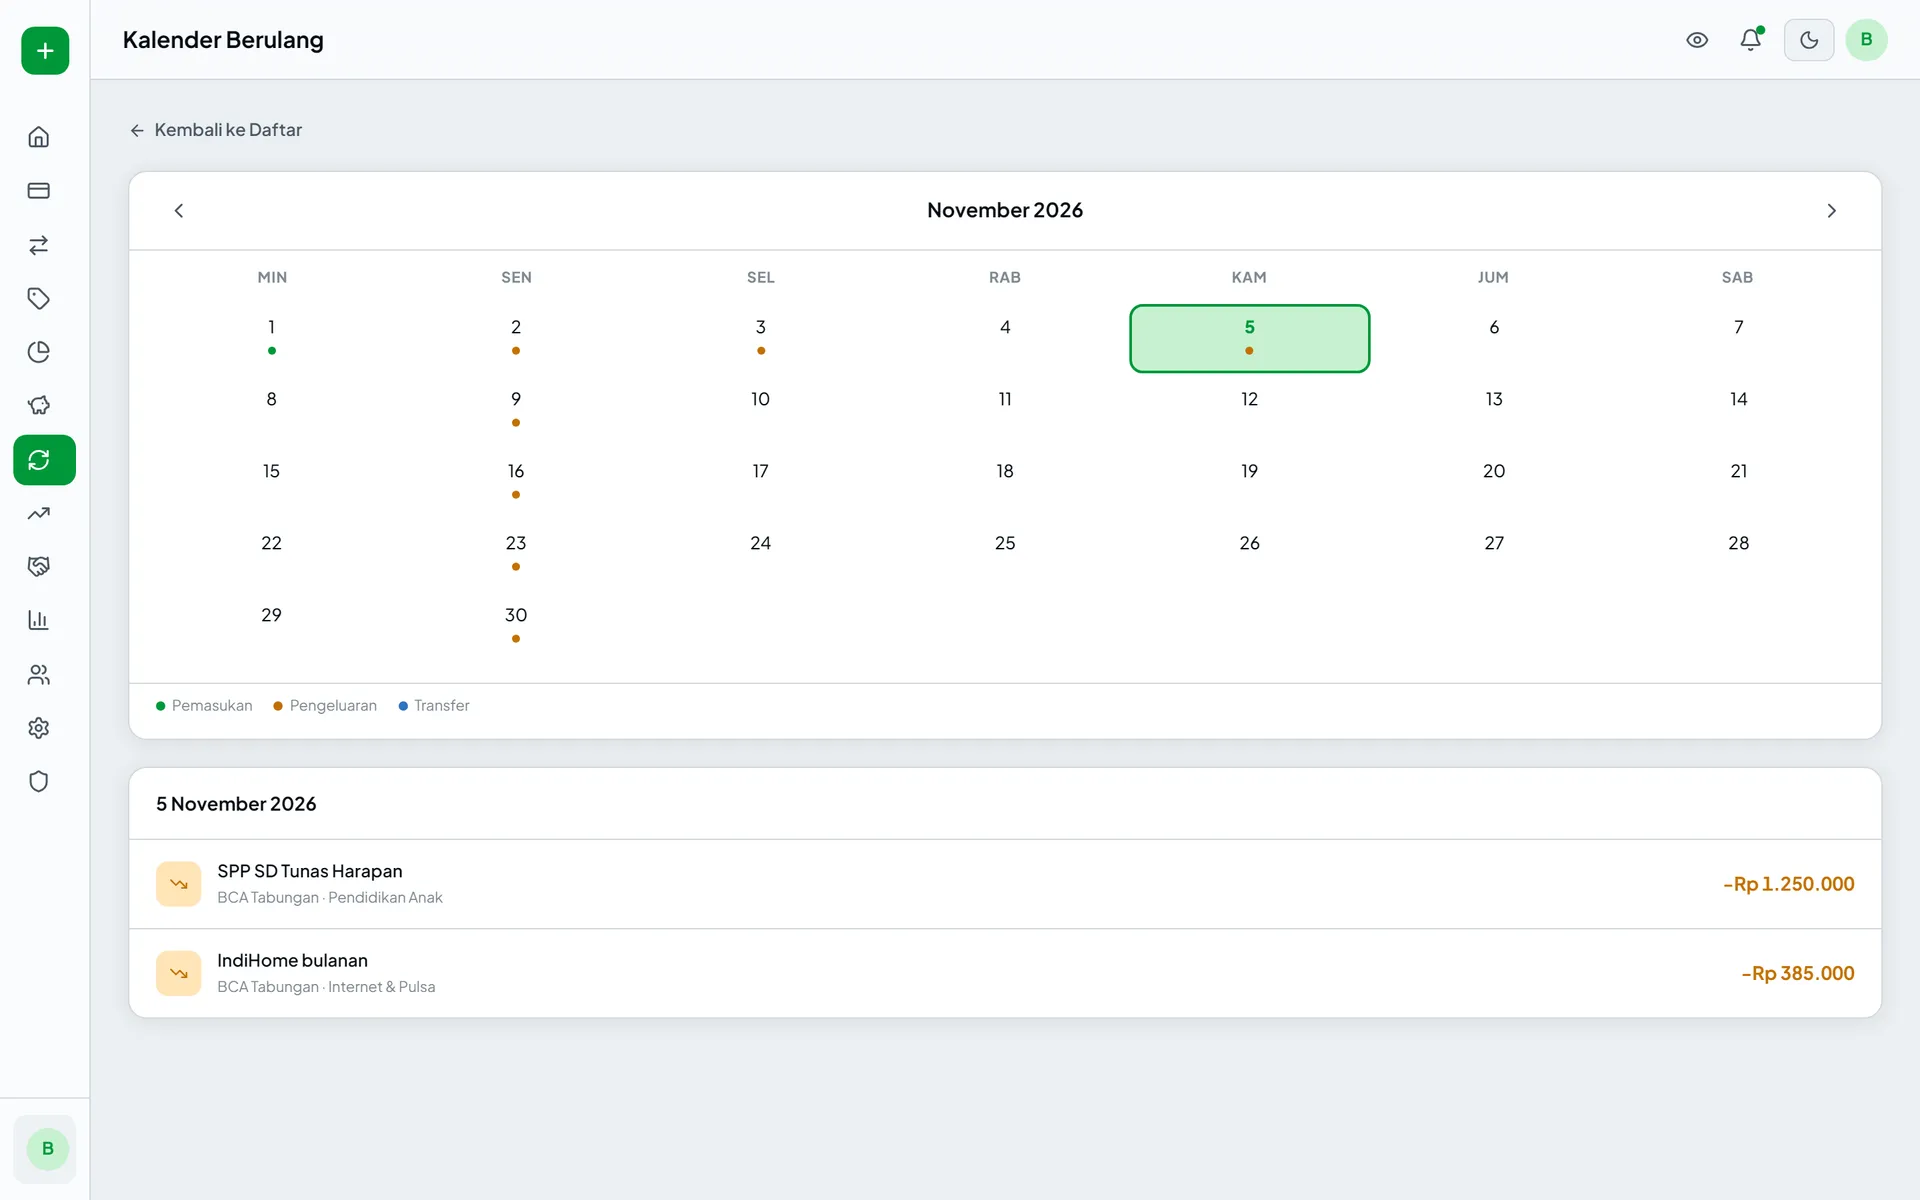 Kalender Berulang
B
Kembali ke Daftar
November 2026
MIN SEN SEL RAB KAM JUM SAB
1 2 3 4 5 6 7
8 9 10 11 12 13 14
15 16 17 18 19 20 21
22 23 24 25 26 27 28
29 30
Pemasukan Pengeluaran Transfer
5 November 2026
SPP SD Tunas Harapan
BCA Tabungan · Pendidikan Anak
-Rp 1.250.000
IndiHome bulanan
BCA Tabungan · Internet & Pulsa
-Rp 385.000
B